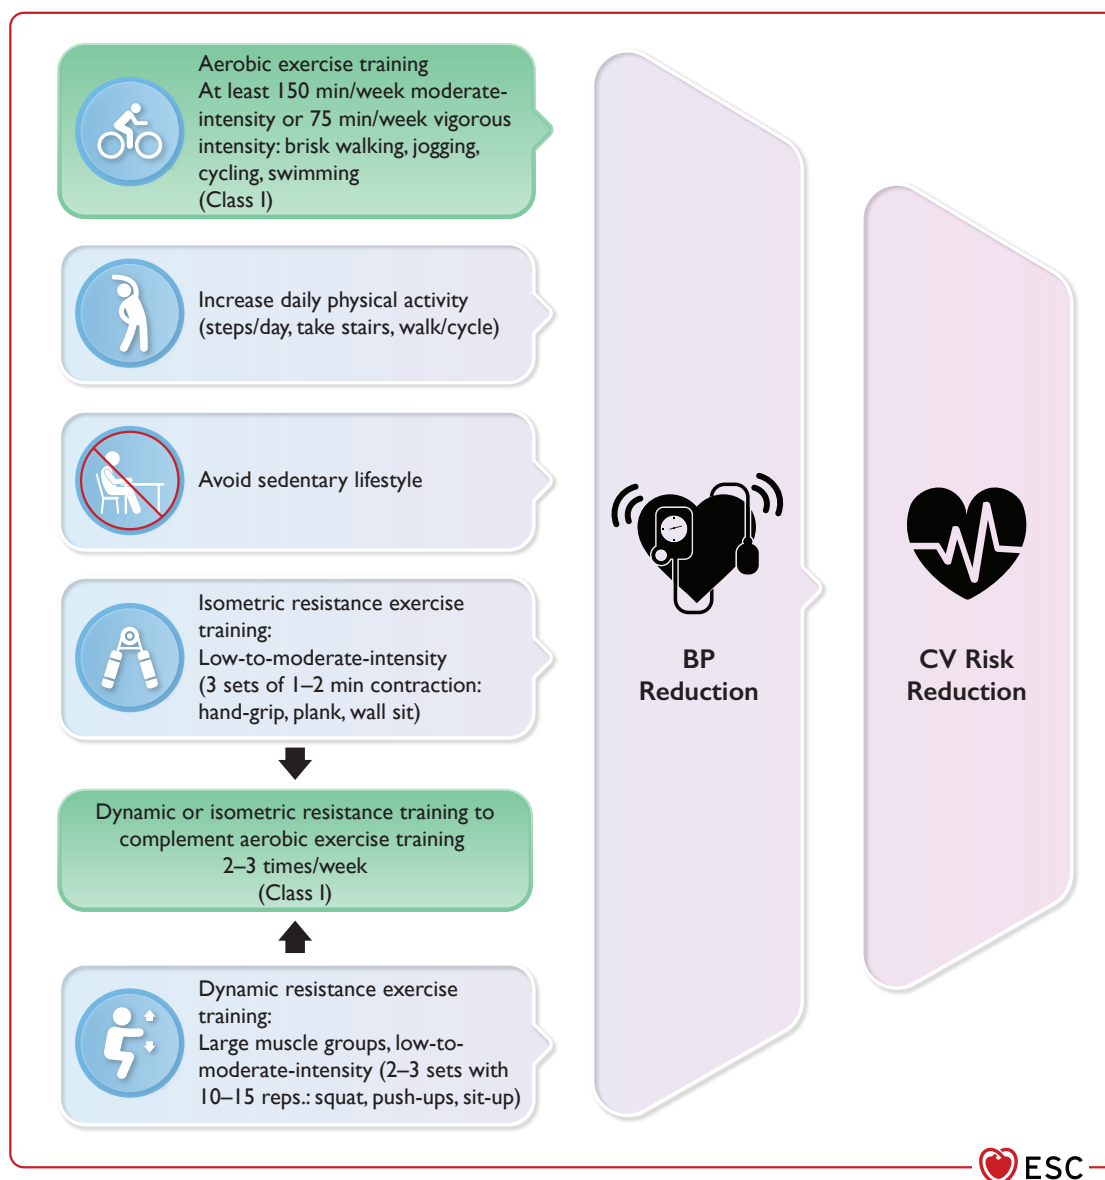 Aerobic exercise training
At least 150 min/week moderate-
intensity or 75 min/week vigorous
intensity: brisk walking, jogging,
cycling, swimming
(Class I)
Increase daily physical activity
(steps/day, take stairs, walk/cycle)
Avoid sedentary lifestyle
Isometric resistance exercise
training:
Low-to-moderate-intensity
(3 sets of 1–2 min contraction:
hand-grip, plank, wall sit)
Dynamic or isometric resistance training to
complement aerobic exercise training
2–3 times/week
(Class I)
Dynamic resistance exercise
training:
Large muscle groups, low-to-
moderate-intensity (2–3 sets with
10–15 reps.: squat, push-ups, sit-up)
BP
Reduction
CV Risk
Reduction
ESC